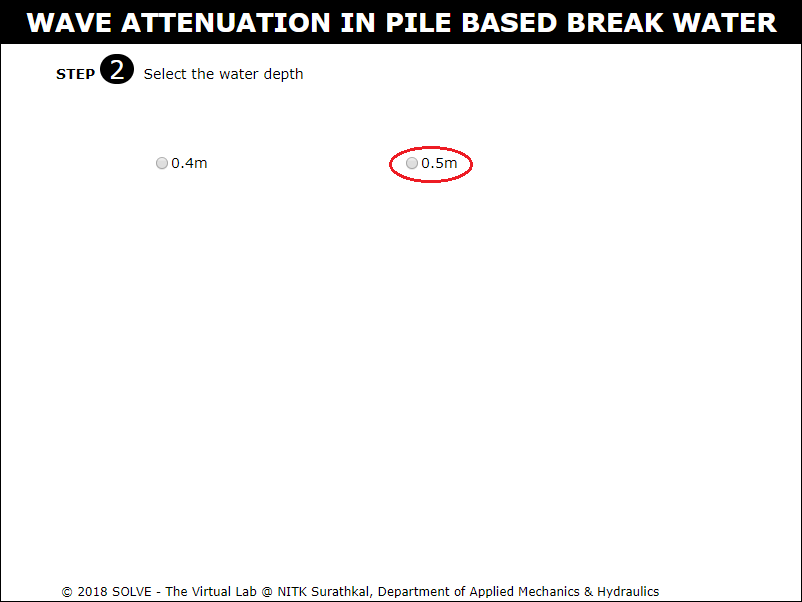 WAVE ATTENUATION IN PILE BASED BREAK WATER
STEP 2 Select the water depth
0.4m 0.5m
© 2018 SOLVE - The Virtual Lab @ NITK Surathkal, Department of Applied Mechanics & Hydraulics